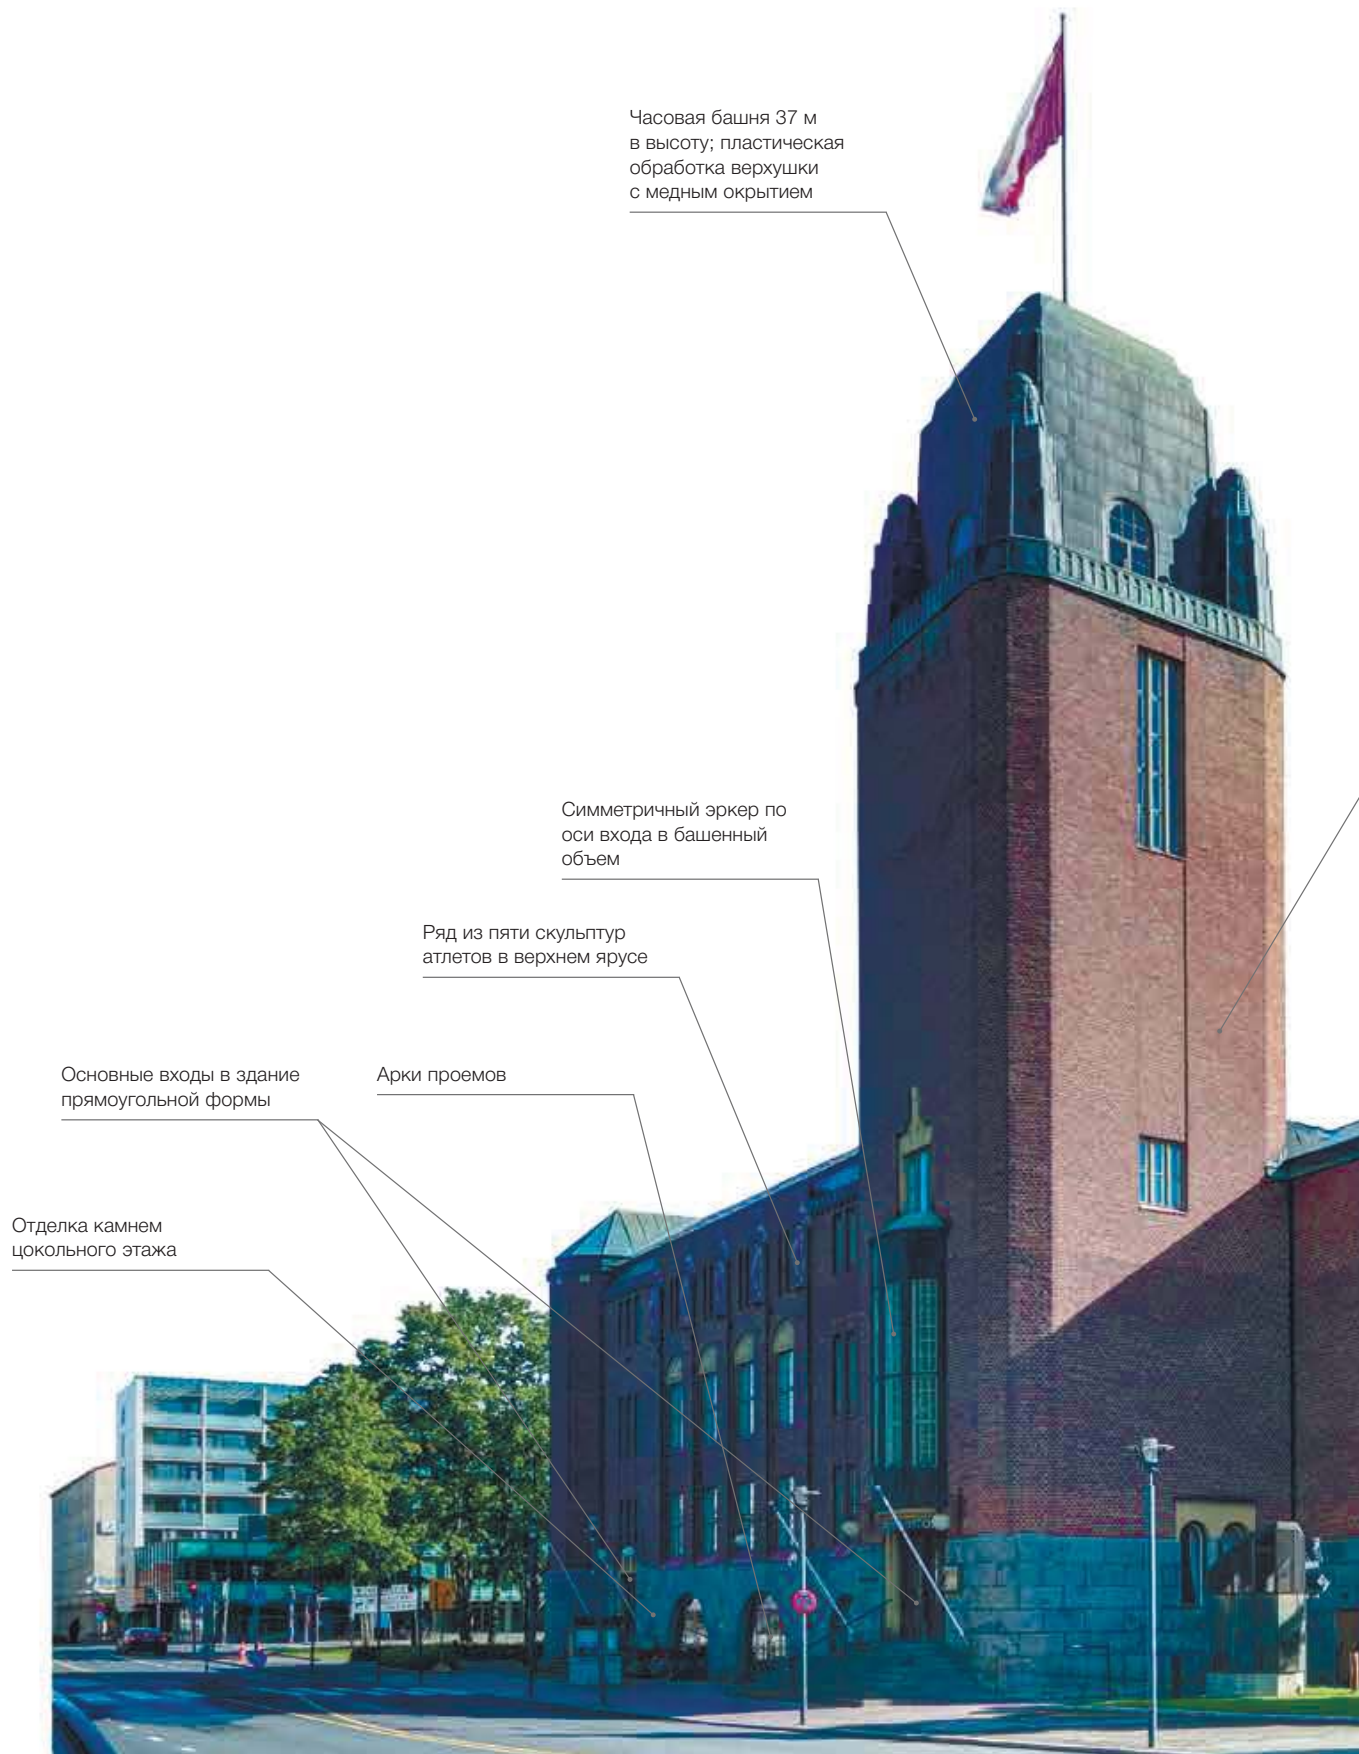 Часовая башня 37 м
в высоту; пластическая
обработка верхушки
с медным окрытием
Симметричный эркер по
оси входа в башенный
объем
Ряд из пяти скульптур
атлетов в верхнем ярусе
Основные входы в здание
прямоугольной формы
Арки проемов
Отделка камнем
цокольного этажа